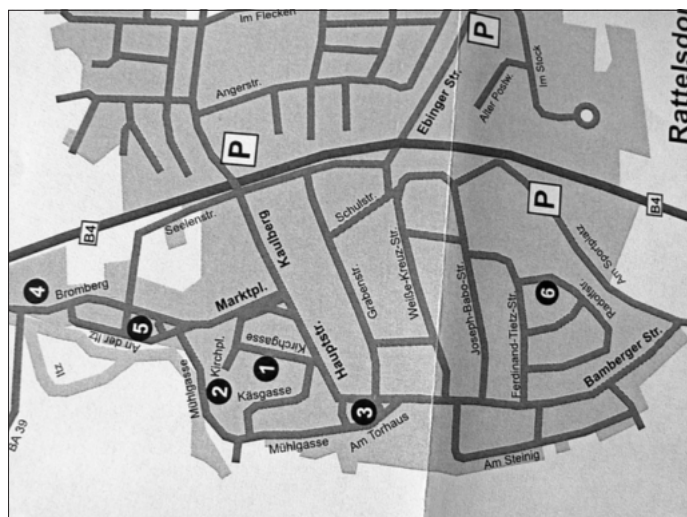 Im Flecken
P
Rattelsdor
Angerstr.
Ebinger Str.
Alter Postw.
Im Stock
P
B4
Seelenstr.
Kaulberg
Schulstr.
P
B4
4
Bromberg
Marktpl.
Grabenstr.
Weiße-Kreuz-Str.
Am Sportplatz
5
An der Itz
Joseph-Babo-Str.
6
Radolfstr.
Itz
Kirchpl.
Kirchgasse
Hauptstr.
Ferdinand-Tietz-Str.
Bamberger Str.
Mühlgasse
2
1
Käsgasse
3
BA 39
Mühlgasse
Am Torhaus
Am Steinig